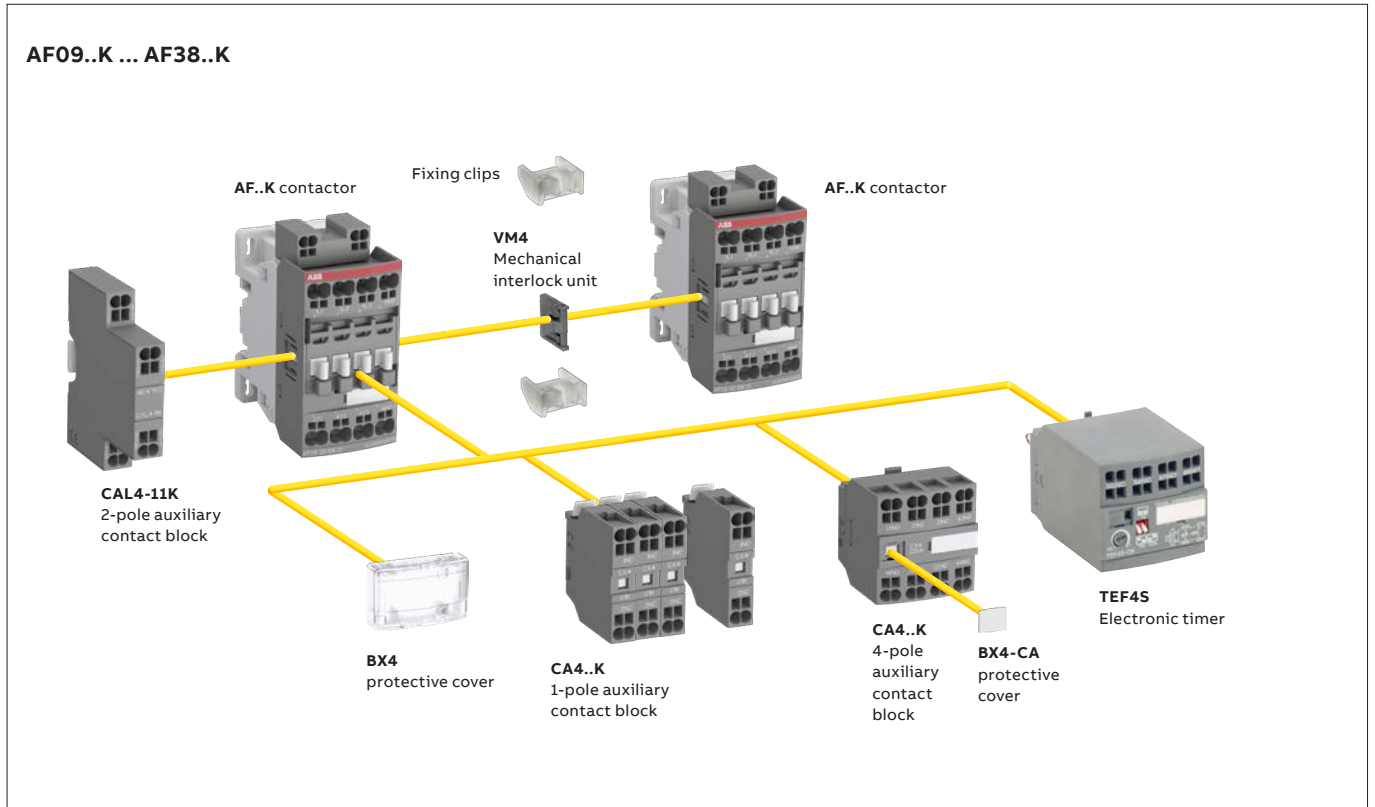 AF09..K ... AF38..K
AF..K contactor
Fixing clips
AF..K contactor
VM4
Mechanical
interlock unit
ABB
ABB
CAL4-11K
2-pole auxiliary
contact block
BX4
protective cover
CA4..K
1-pole auxiliary
contact block
CA4..K
4-pole
auxiliary
contact
block
BX4-CA
protective
cover
TEF4S
Electronic timer